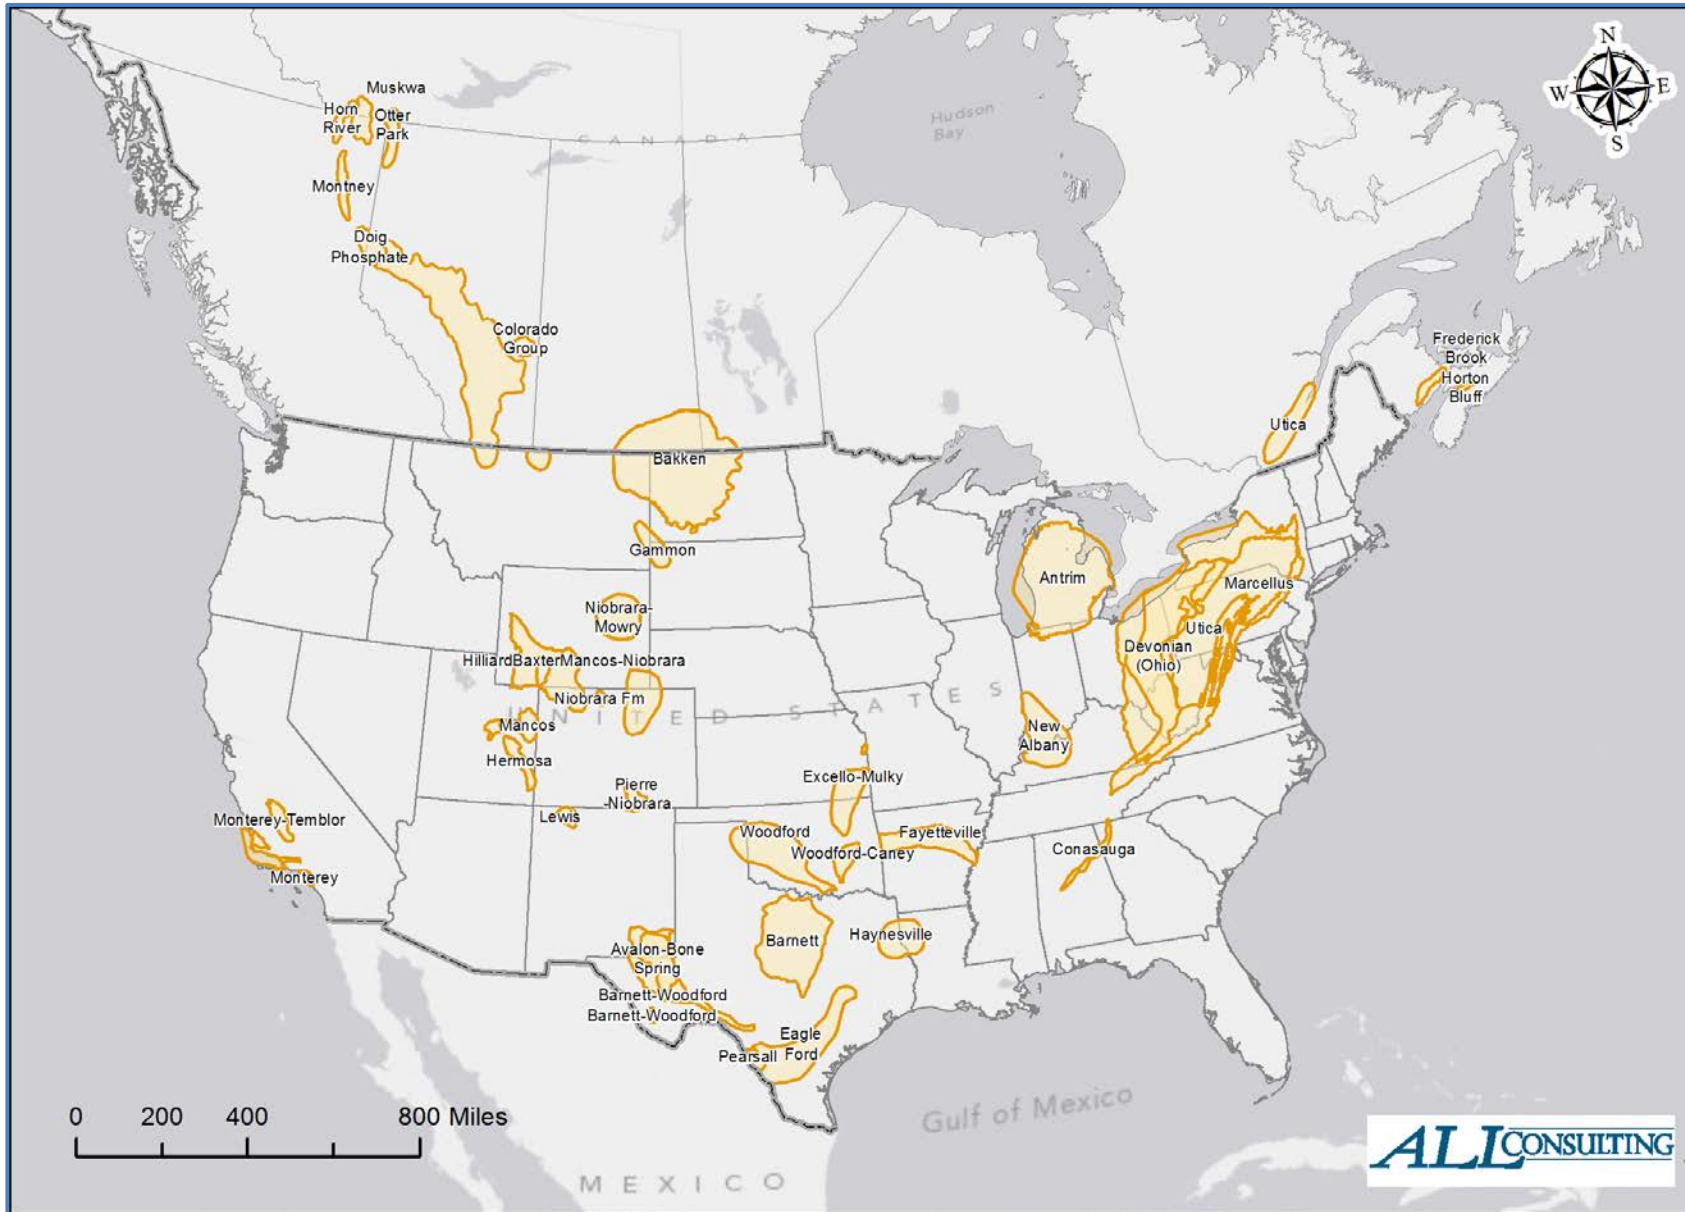 N
W
E
S
Hudson
Bay
CANADA
Muskwa
Horn
River
Otter
Park
Montney
Doig
Phosphate
Colorado
Group
Frederick
Brook
Horton
Bluff
Utica
Bakken
Gammon
Antrim
Marcellus
Niobrara-
Mowry
Utica
Devonian
(Ohio)
HilliardBaxterMancos-Niobrara
Niobrara Fm
UNITED STATES
Mancos
New
Albany
Hermosa
Excello-Mulky
Pierre
-Niobrara
Lewis
Monterey-Temblor
Woodford
Fayetteville
Woodford-Caney
Conasauga
Monterey
Barnett
Haynesville
Avalon-Bone
Spring
Barnett-Woodford
Barnett-Woodford
Eagle
Ford
Pearsall
0 200 400 800 Miles
Gulf of Mexico
MEXICO
ALL CONSULTING